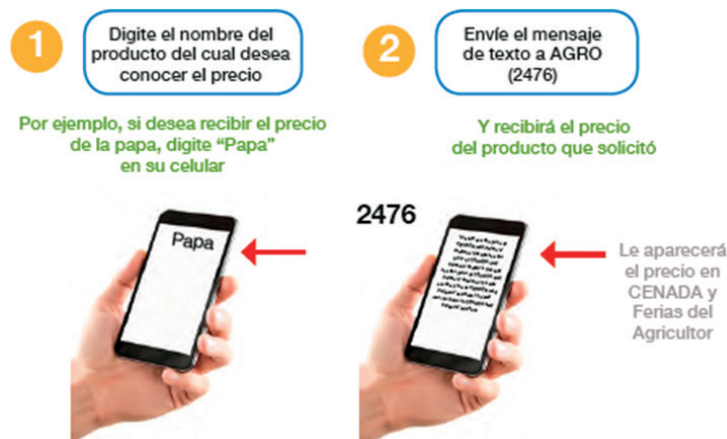 1
Digite el nombre del
producto del cual desea
conocer el precio
Por ejemplo, si desea recibir el precio
de la papa, digite “Papa”
en su celular
Papa
2
Envíe el mensaje
de texto a AGRO
(2476)
Y recibirá el precio
del producto que solicitó
2476
Le aparecerá
el precio en
CENADA y
Ferias del
Agricultor